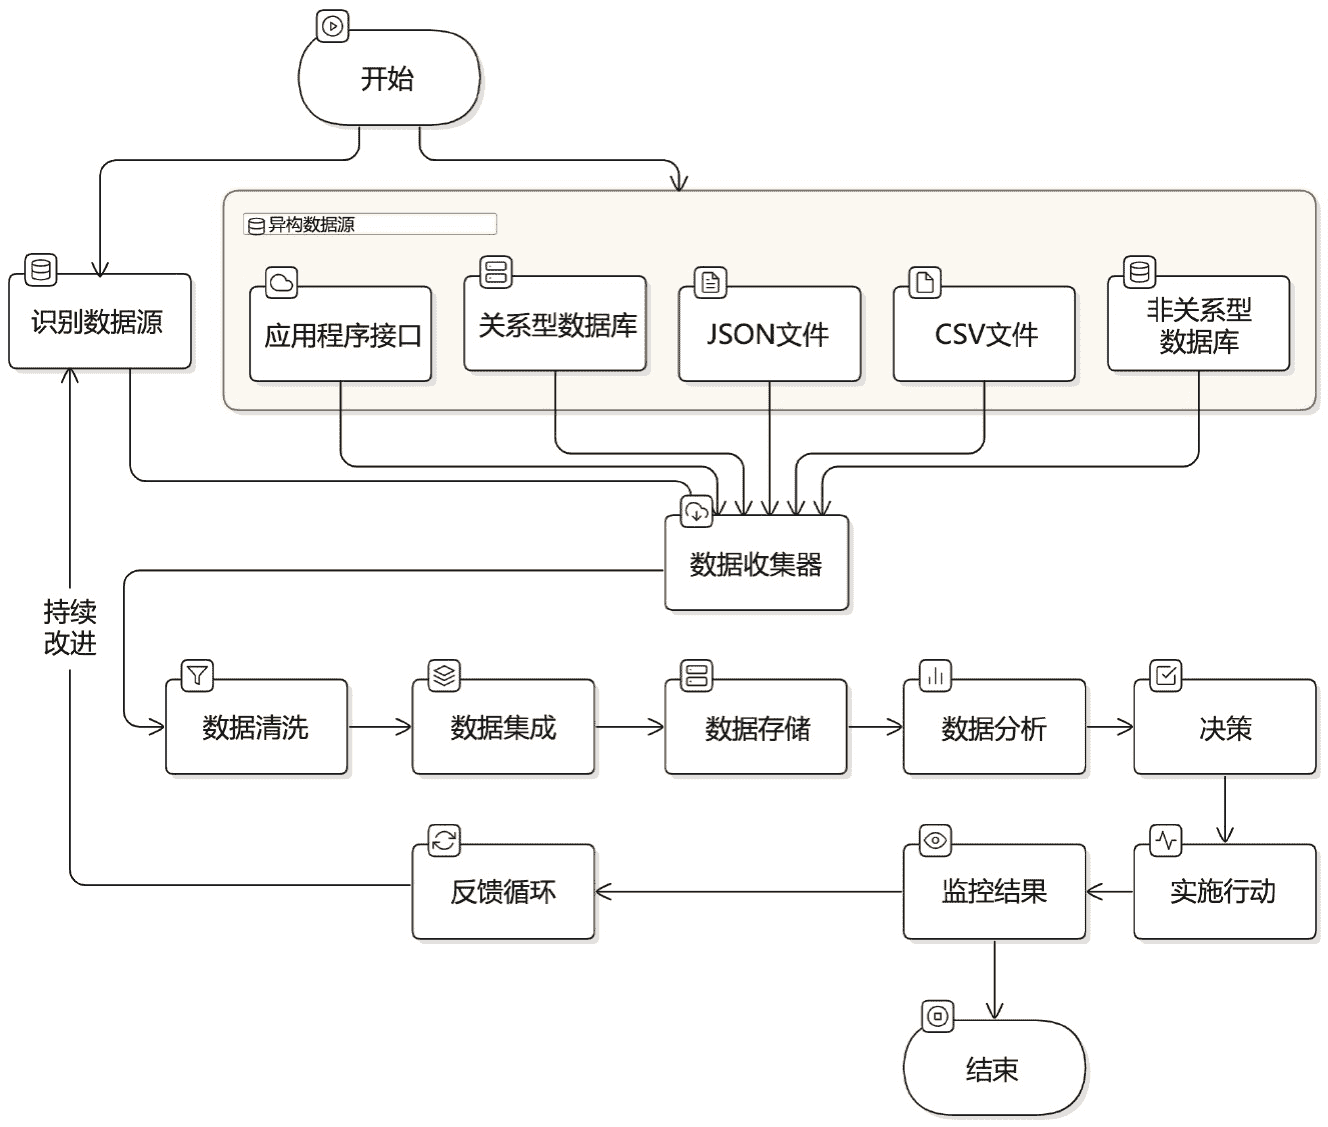 开始
异构数据源
识别数据源
应用程序接口
关系型数据库
JSON文件
CSV文件
非关系型
数据库
数据收集器
持续
改进
数据清洗
数据集成
数据存储
数据分析
决策
反馈循环
监控结果
实施行动
结束